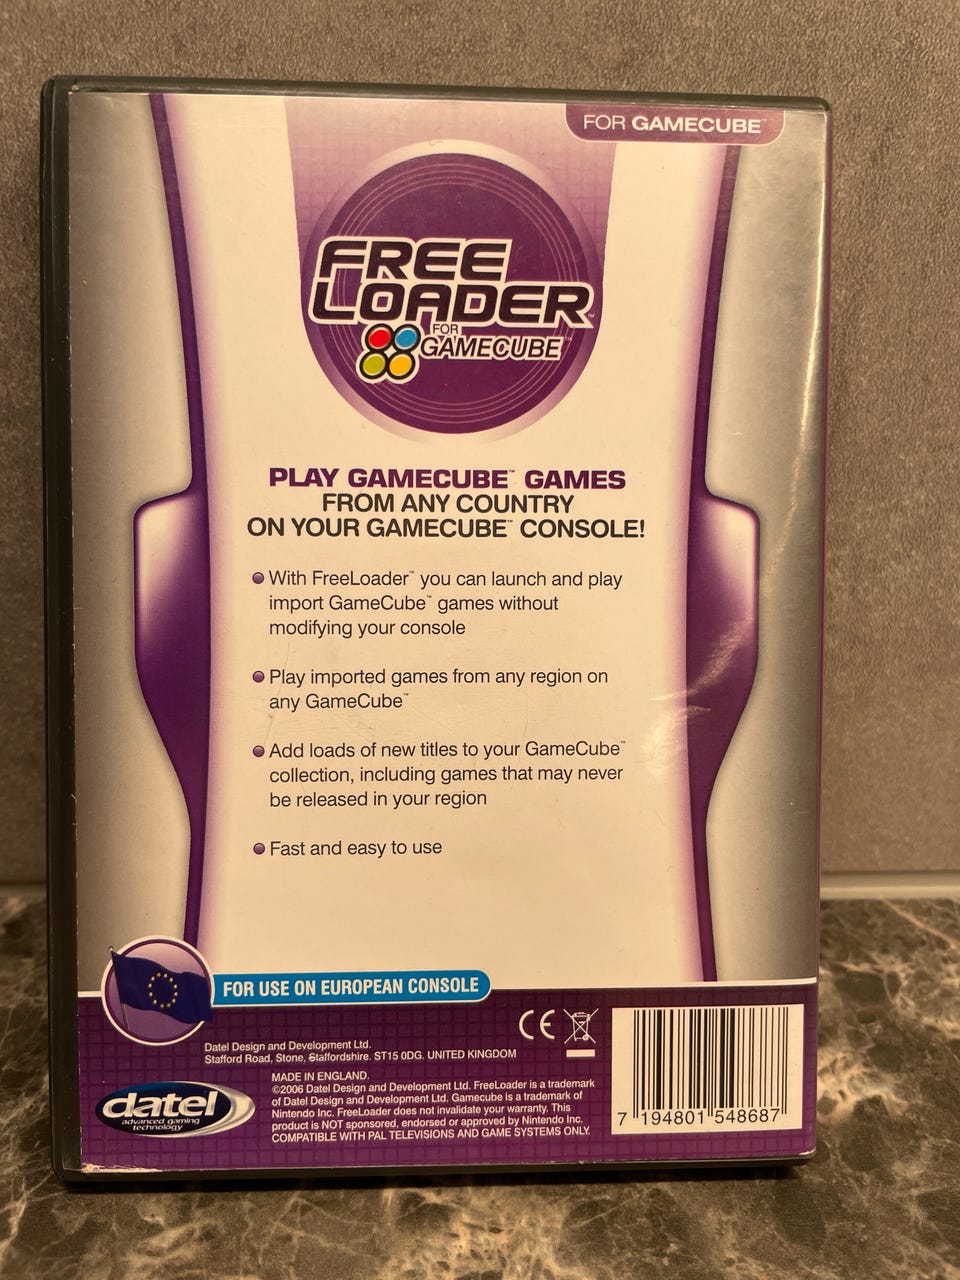 FOR GAMECUBE™
FREE
LOADER™
FOR
GAMECUBE™
PLAY GAMECUBE™ GAMES
FROM ANY COUNTRY
ON YOUR GAMECUBE™ CONSOLE!
With FreeLoader™ you can launch and play
import GameCube™ games without
modifying your console
Play imported games from any region on
any GameCube™
Add loads of new titles to your GameCube™
collection, including games that may never
be released in your region
Fast and easy to use
FOR USE ON EUROPEAN CONSOLE
CE
Datel Design and Development Ltd.
Stafford Road, Stone, Staffordshire. ST15 0DG. UNITED KINGDOM
MADE IN ENGLAND.
©2006 Datel Design and Development Ltd. FreeLoader is a trademark
of Datel Design and Development Ltd. Gamecube is a trademark of
Nintendo Inc. FreeLoader does not invalidate your warranty. This
product is NOT sponsored, endorsed or approved by Nintendo Inc.
COMPATIBLE WITH PAL TELEVISIONS AND GAME SYSTEMS ONLY.
datel
advanced gaming
technology
7 194801 548687